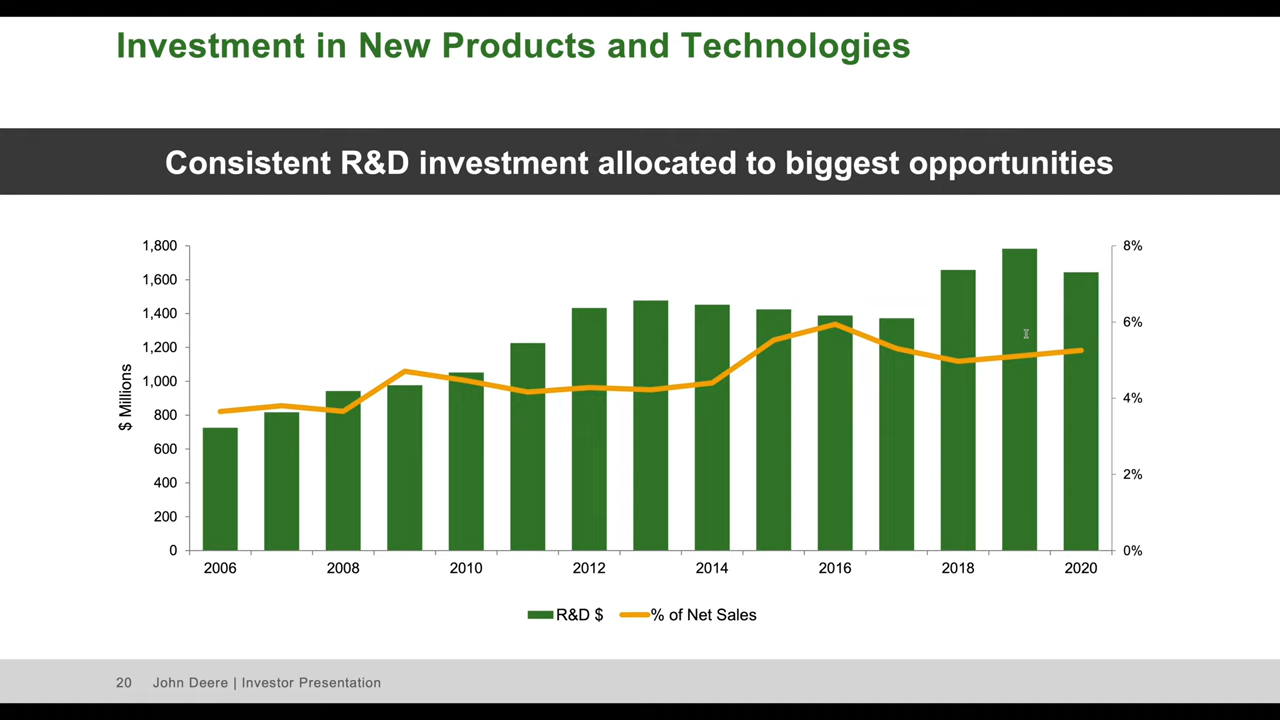 Investment in New Products and Technologies
Consistent R&D investment allocated to biggest opportunities
$ Millions
1,800
1,600
1,400
1,200
1,000
800
600
400
200
0
8%
6%
4%
2%
0%
2006 2008 2010 2012 2014 2016 2018 2020
R&D $ % of Net Sales
20 John Deere | Investor Presentation